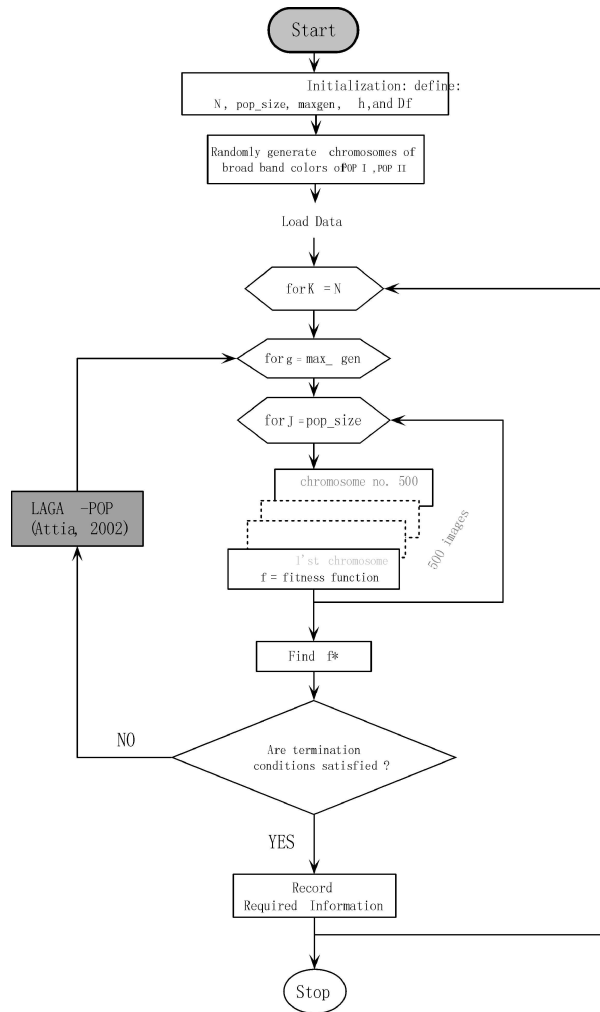 Start
Initialization: define:
N, pop_size, maxgen, h, and Df
Randomly generate chromosomes of
broad band colors of POP I ,POP II
Load Data
for K = N
for g = max_ gen
for J =pop_size
chromosome no. 500
LAGA -POP
(Attia, 2002)
500 images
1'st chromosome
f = fitness function
Find f*
NO
Are termination
conditions satisfied ?
YES
Record
Required Information
Stop